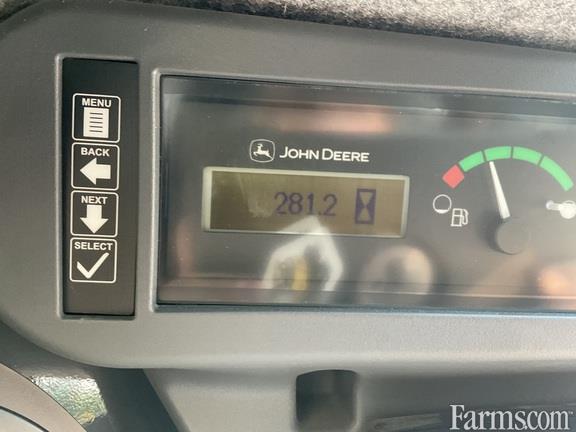 MENU
BACK
NEXT
SELECT
JOHN DEERE
281.2
Farms.com